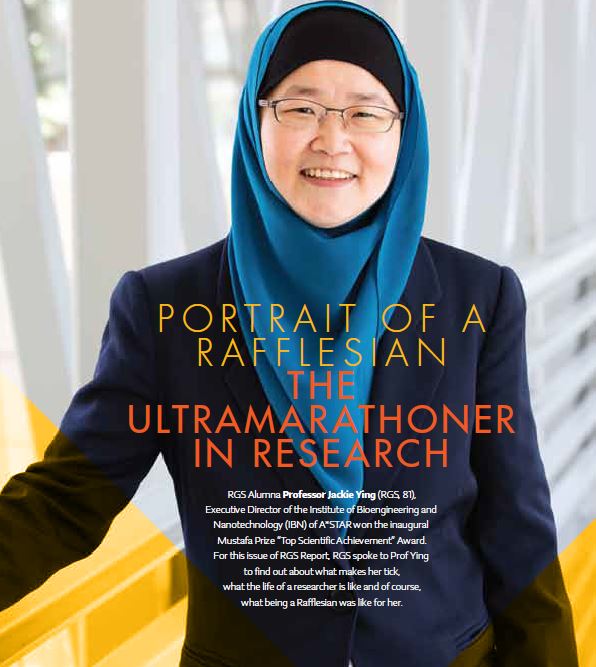 PORTRAIT OF A
RAFFLESIAN
THE
ULTRAMARATHONER
IN RESEARCH
RGS Alumna Professor Jackie Ying (RGS, 81),
Executive Director of the Institute of Bioengineering and
Nanotechnology (IBN) of A*STAR won the inaugural
Mustafa Prize “Top Scientific Achievement” Award.
For this issue of RGS Report, RGS spoke to Prof Ying
to find out about what makes her tick,
what the life of a researcher is like and of course,
what being a Rafflesian was like for her.